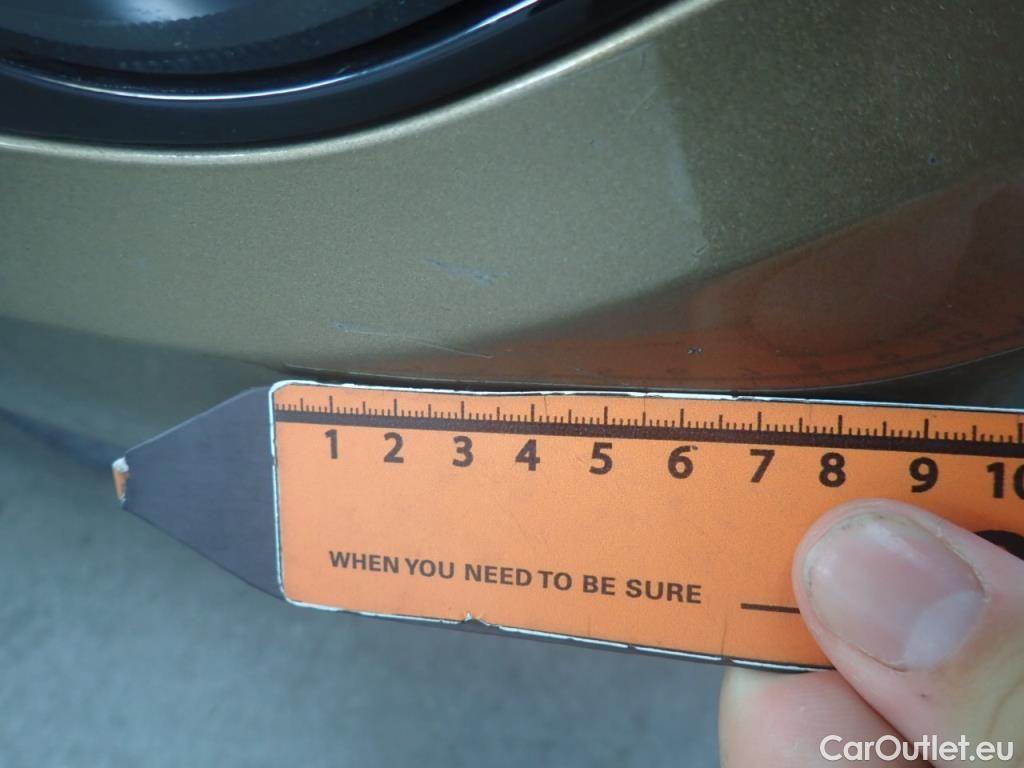 1 2 3 4 5 6 7 8 9 10
WHEN YOU NEED TO BE SURE
CarOutlet.eu